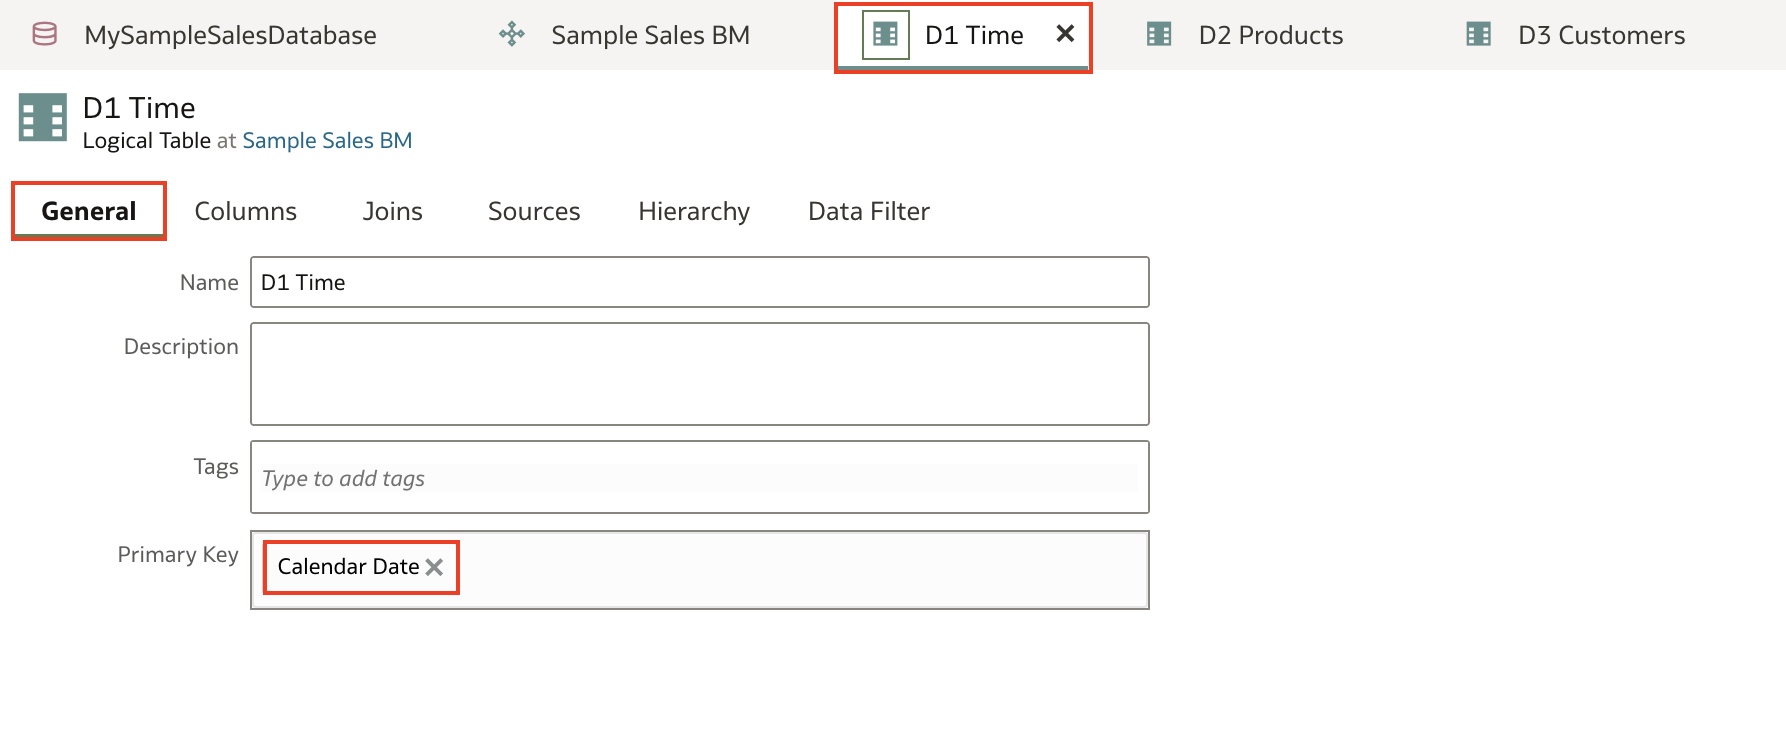 MySampleSalesDatabase Sample Sales BM D1 Time D2 Products D3 Customers
D1 Time
Logical Table at Sample Sales BM
General Columns Joins Sources Hierarchy Data Filter
Name D1 Time
Description
Tags Type to add tags
Primary Key Calendar Date